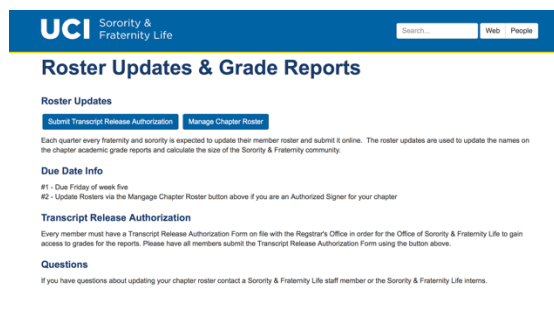 UCI Sorority &
Fraternity Life
Search... Web People
Roster Updates & Grade Reports
Roster Updates
Submit Transcript Release Authorization Manage Chapter Roster
Each quarter every fraternity and sorority is expected to update their member roster and submit it online. The roster updates are used to update the names on
the chapter academic grade reports and calculate the size of the Sorority & Fraternity community.
Due Date Info
#1 - Due Friday of week five
#2 - Update Rosters via the Mangage Chapter Roster button above if you are an Authorized Signer for your chapter
Transcript Release Authorization
Every member must have a Transcript Release Authorization Form on file with the Regstrar's Office in order for the Office of Sorority & Fraternity Life to gain
access to grades for the reports. Please have all members submit the Transcript Release Authorization Form using the button above.
Questions
If you have questions about updating your chapter roster contact a Sorority & Fraternity Life staff member or the Sorority & Fraternity Life interns.